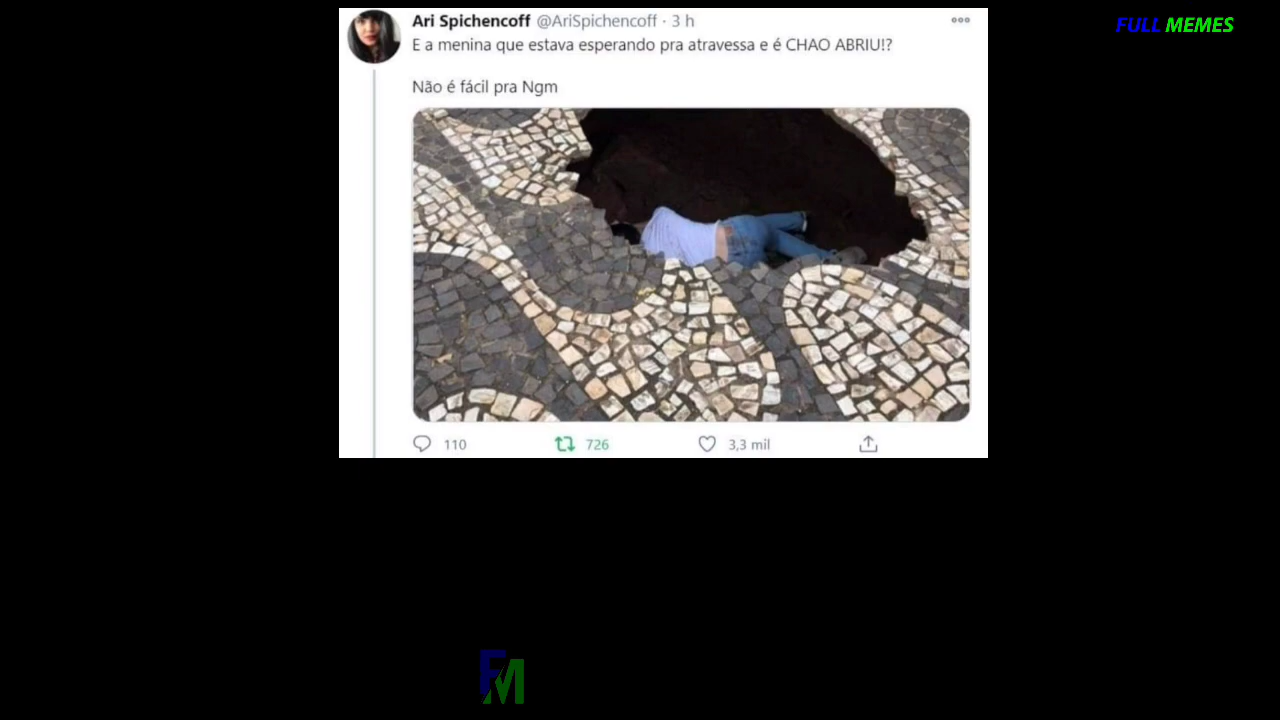 Ari Spichencoff @AriSpichencoff · 3 h
FULL MEMES
E a menina que estava esperando pra atravessa e é CHAO ABRIU!?
Não é fácil pra Ngm
110 726 3,3 mil
FM